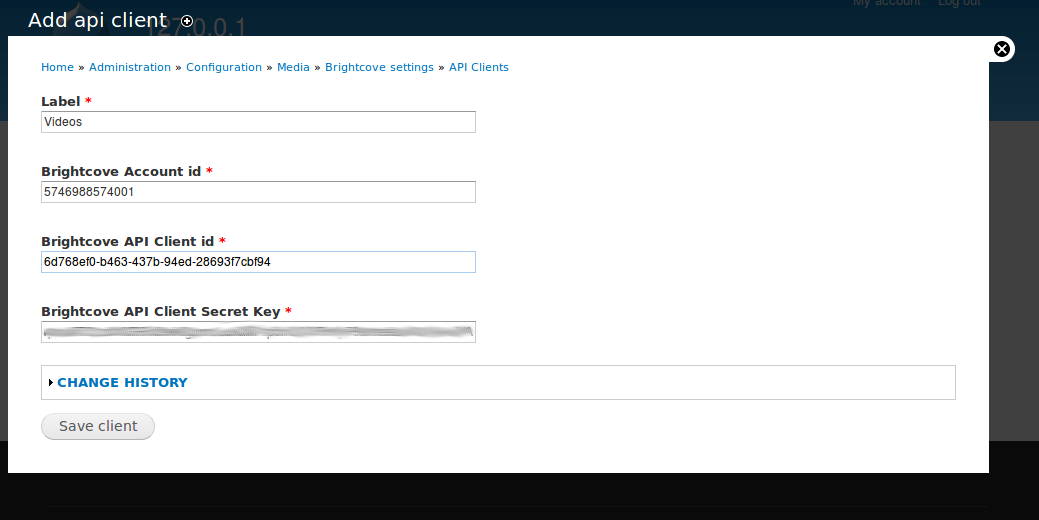 My account Log out
Add api client
127.0.0.1
Home » Administration » Configuration » Media » Brightcove settings » API Clients
Label *
Videos
Brightcove Account id *
5746988574001
Brightcove API Client id *
6d768ef0-b463-437b-94ed-28693f7cbf94
Brightcove API Client Secret Key *
CHANGE HISTORY
Save client